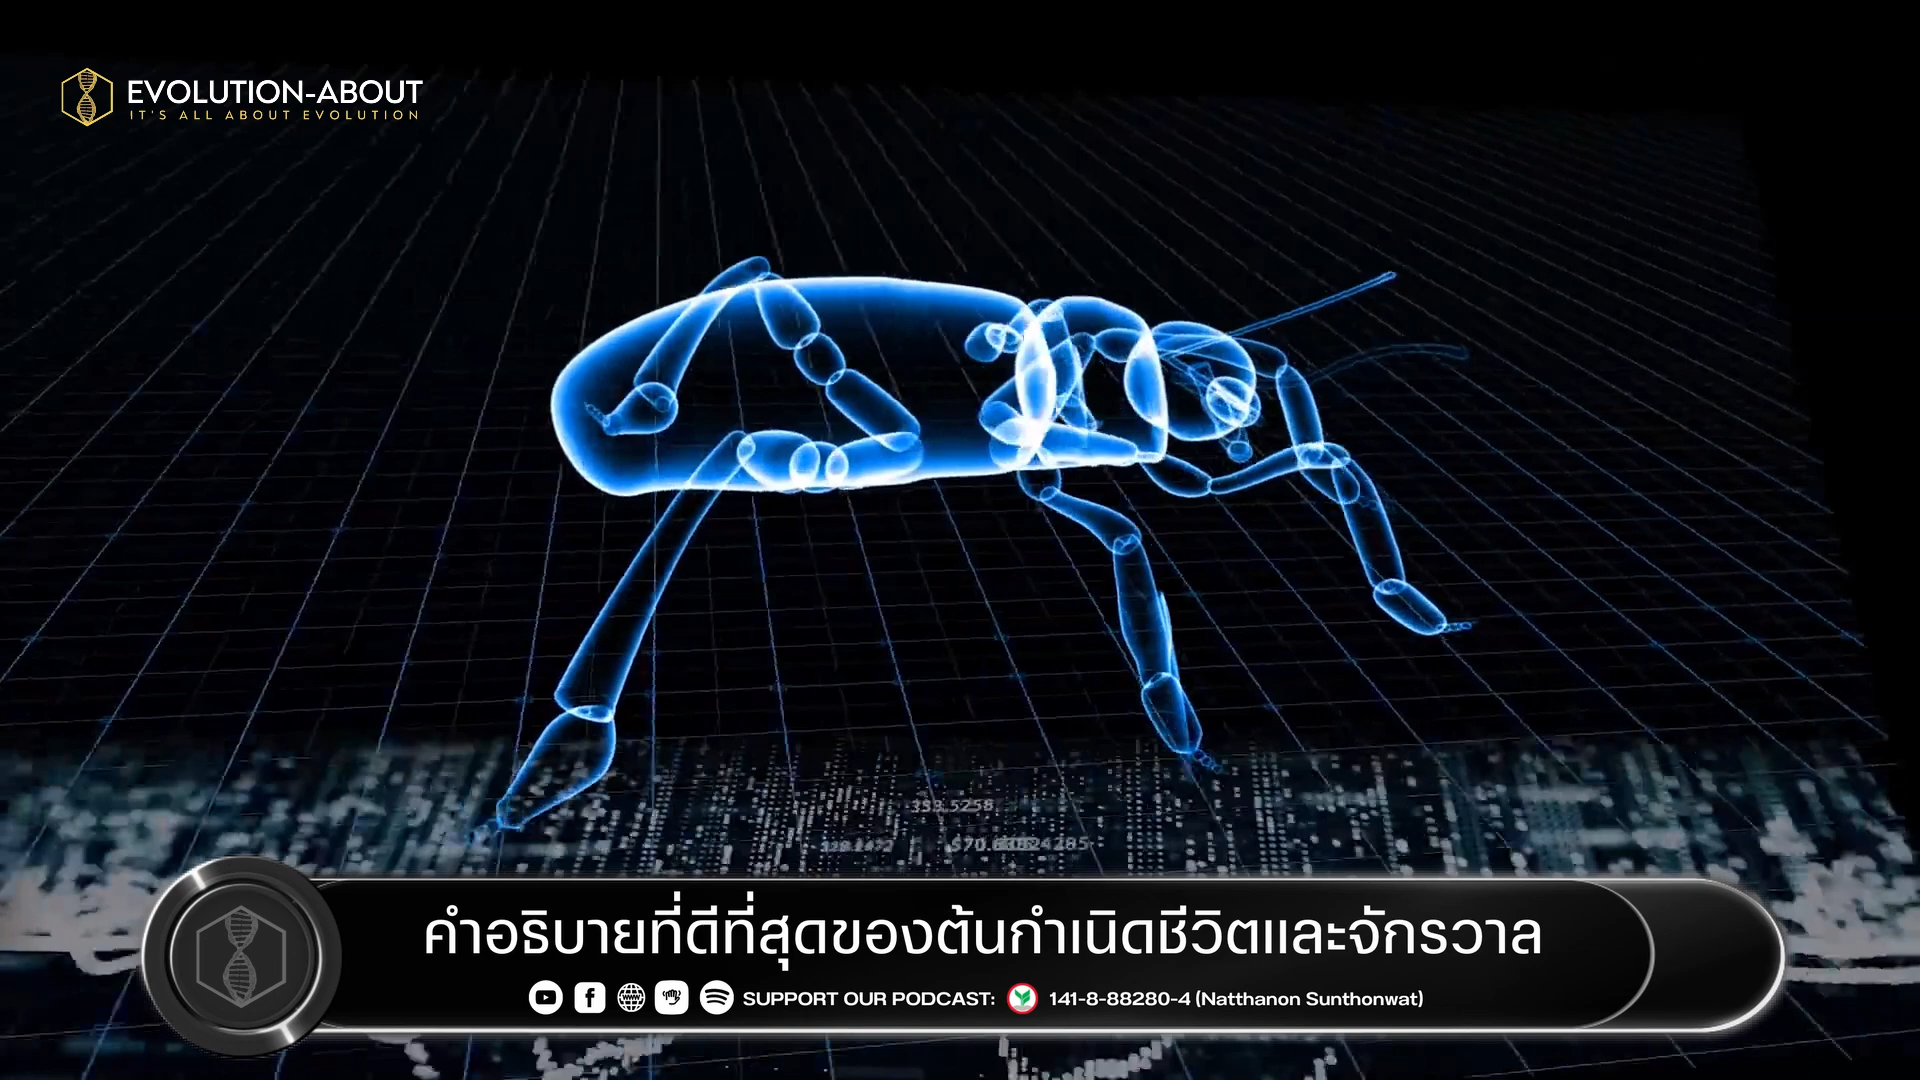 EVOLUTION-ABOUT
IT'S ALL ABOUT EVOLUTION
333.5258
คำอธิบายที่ดีที่สุดของต้นกำเนิดชีวิตและจักรวาล
SUPPORT OUR PODCAST: 141-8-88280-4 (Natthanon Sunthonwat)